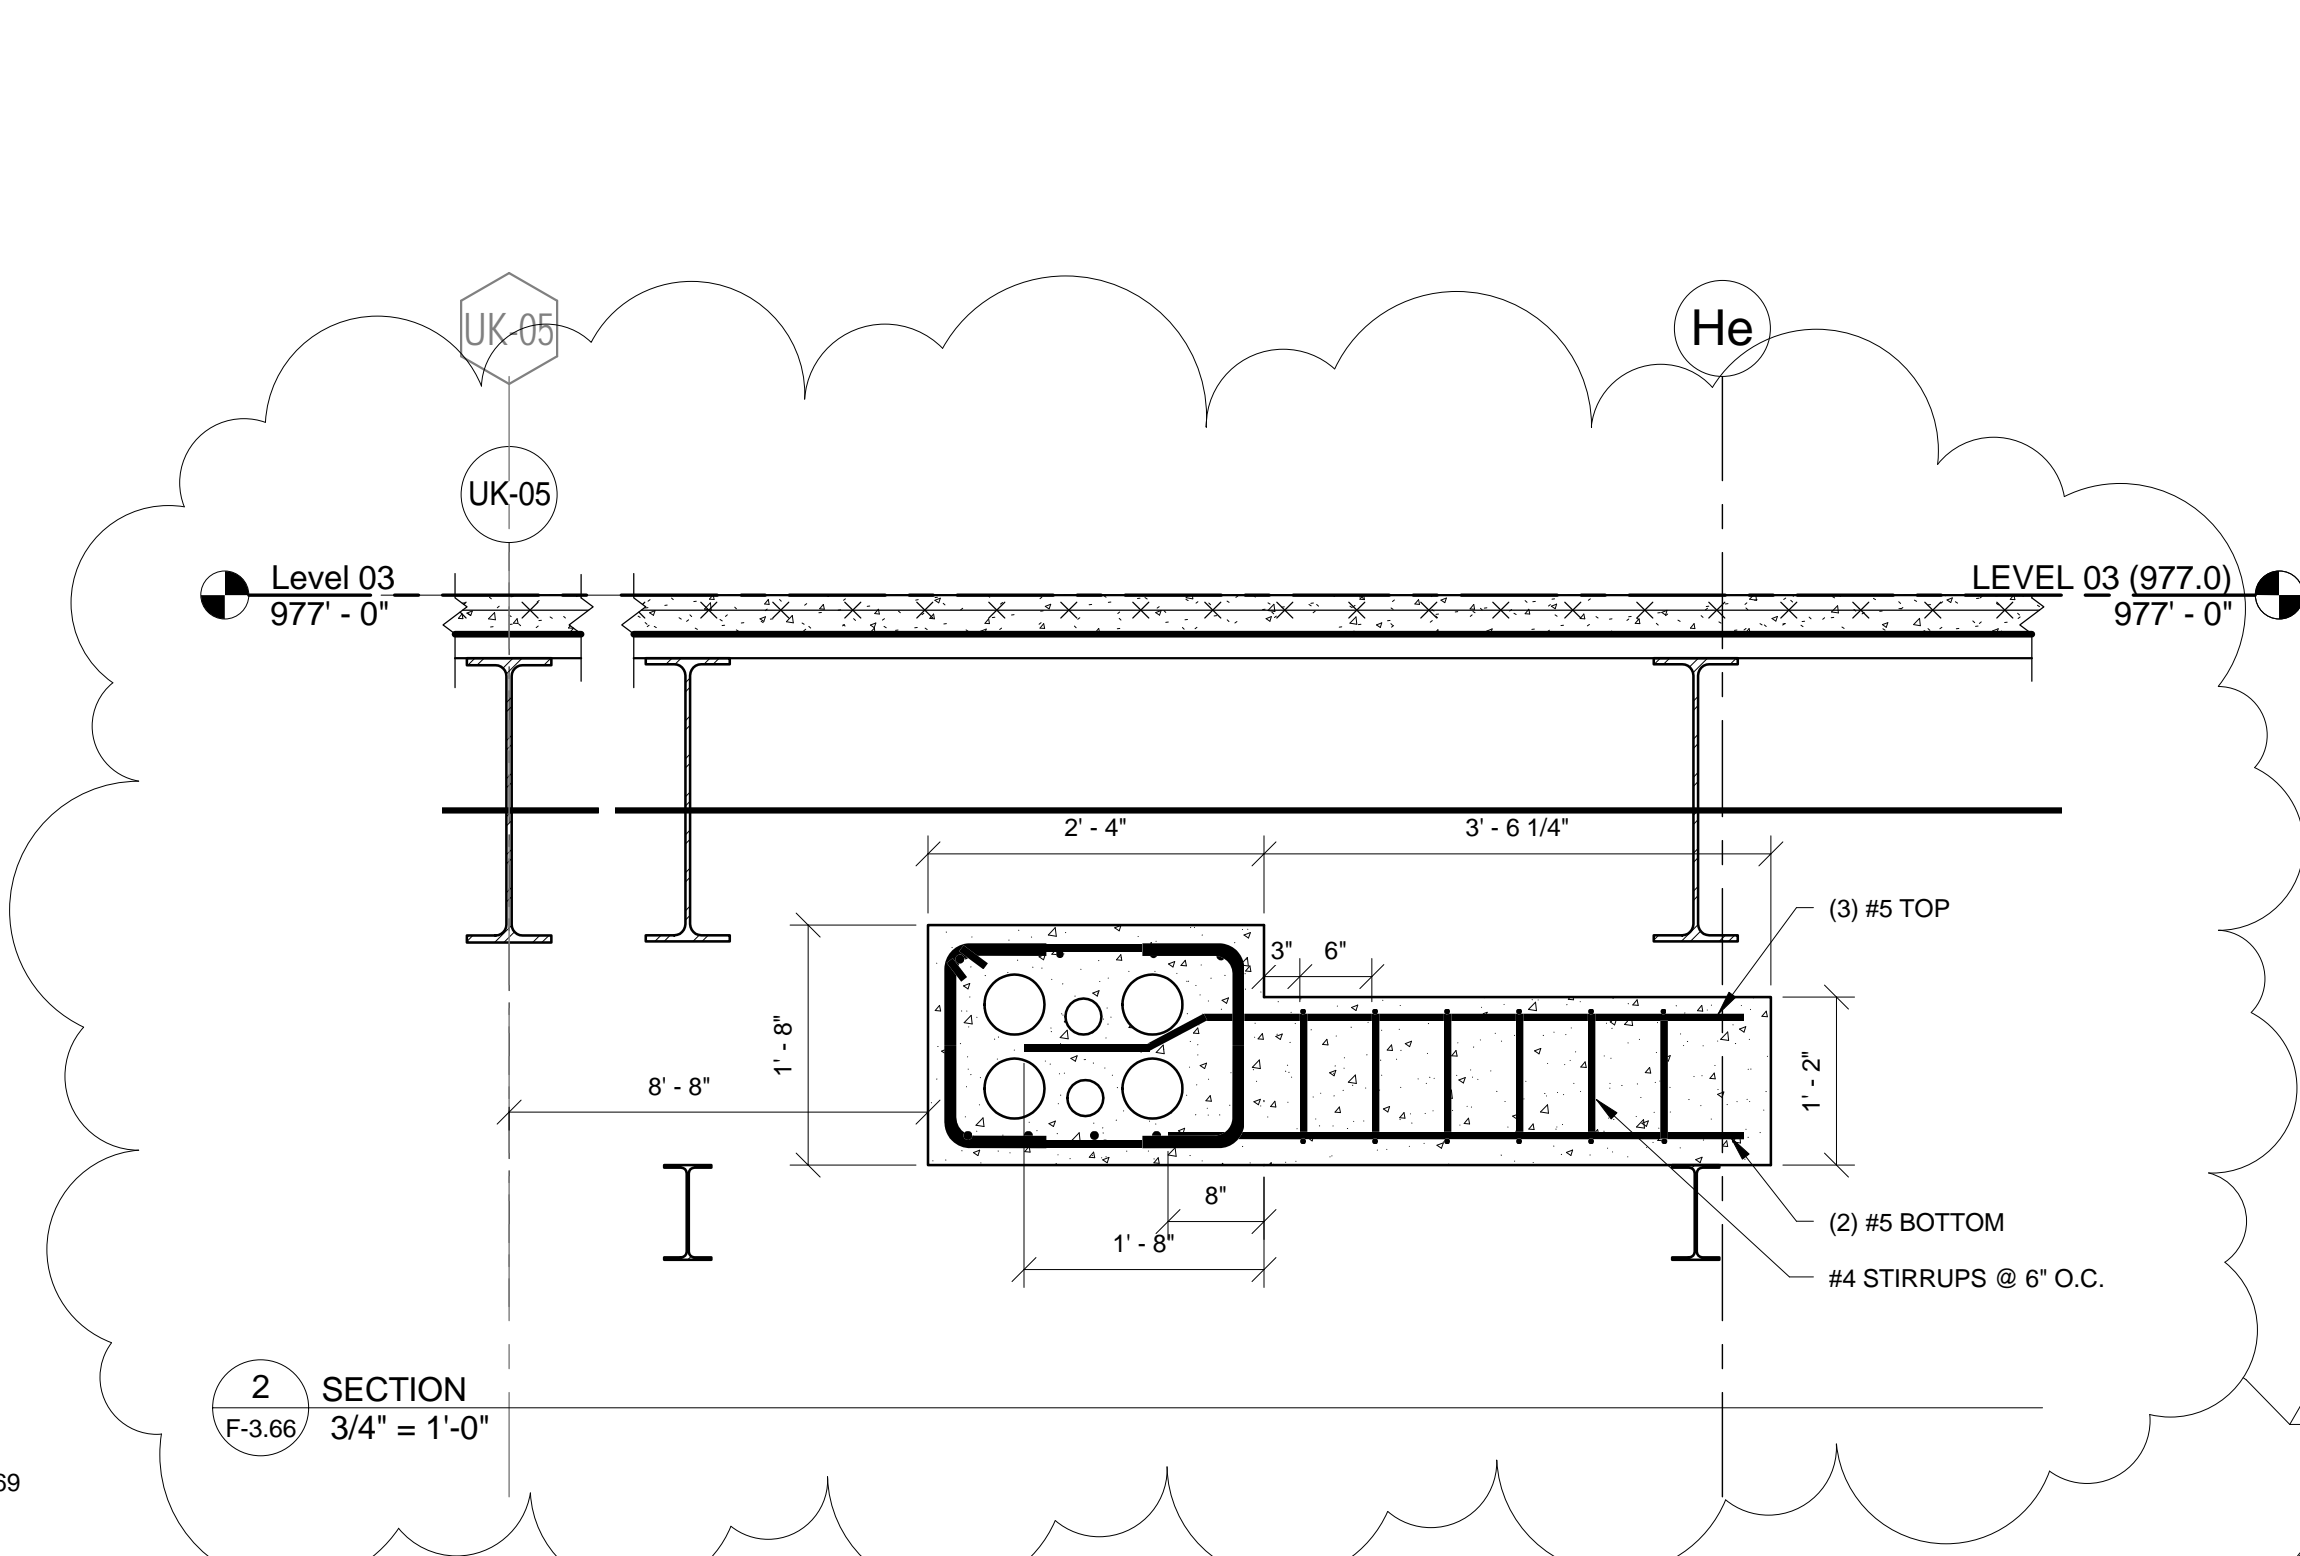 UK-05
He
UK-05
Level 03
977' - 0"
LEVEL 03 (977.0)
977' - 0"
2' - 4"
3' - 6 1/4"
(3) #5 TOP
3"
6"
1' - 8"
8' - 8"
1' - 2"
8"
1' - 8"
(2) #5 BOTTOM
#4 STIRRUPS @ 6" O.C.
2
SECTION
F-3.66
3/4" = 1'-0"
69